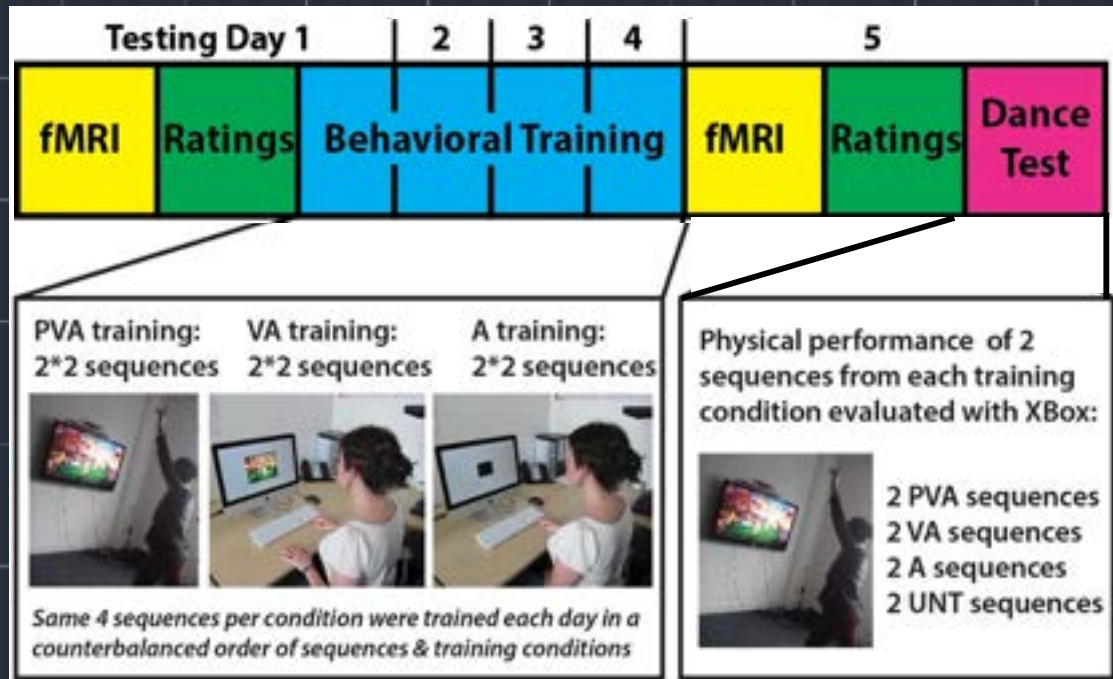 Testing Day 1 2 3 4 5
fMRI Ratings Behavioral Training fMRI Ratings Dance
Test
PVA training: VA training: A training:
2*2 sequences 2*2 sequences 2*2 sequences
Same 4 sequences per condition were trained each day in a
counterbalanced order of sequences & training conditions
Physical performance of 2
sequences from each training
condition evaluated with XBox:
2 PVA sequences
2 VA sequences
2 A sequences
2 UNT sequences